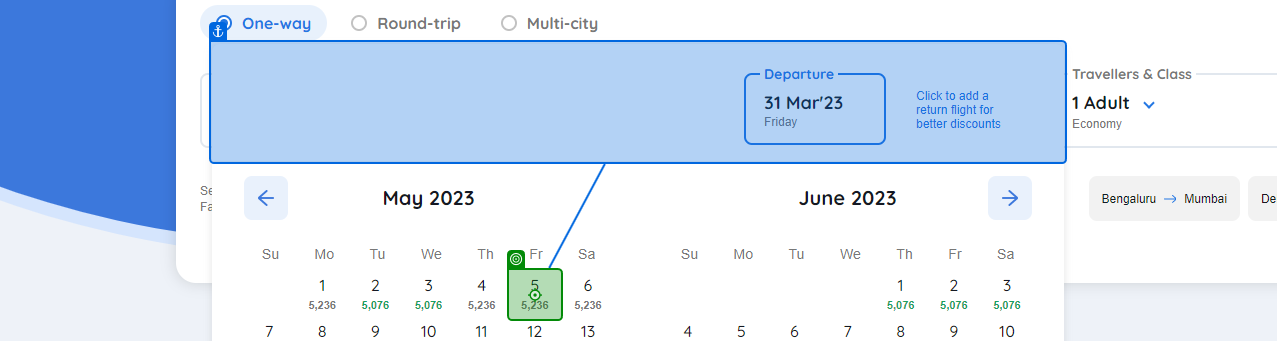 One-way Round-trip Multi-city
Departure
31 Mar'23
Friday
Click to add a
return flight for
better discounts
Travellers & Class
1 Adult
Economy
Se
Fa
May 2023
June 2023
Bengaluru → Mumbai
De
Su Mo Tu We Th Fr Sa
Su Mo Tu We Th Fr Sa
1 2 3 4 5 6
5,236 5,076 5,076 5,236 5,236 5,236
1 2 3
5,076 5,076 5,076
7 8 9 10 11 12 13
4 5 6 7 8 9 10